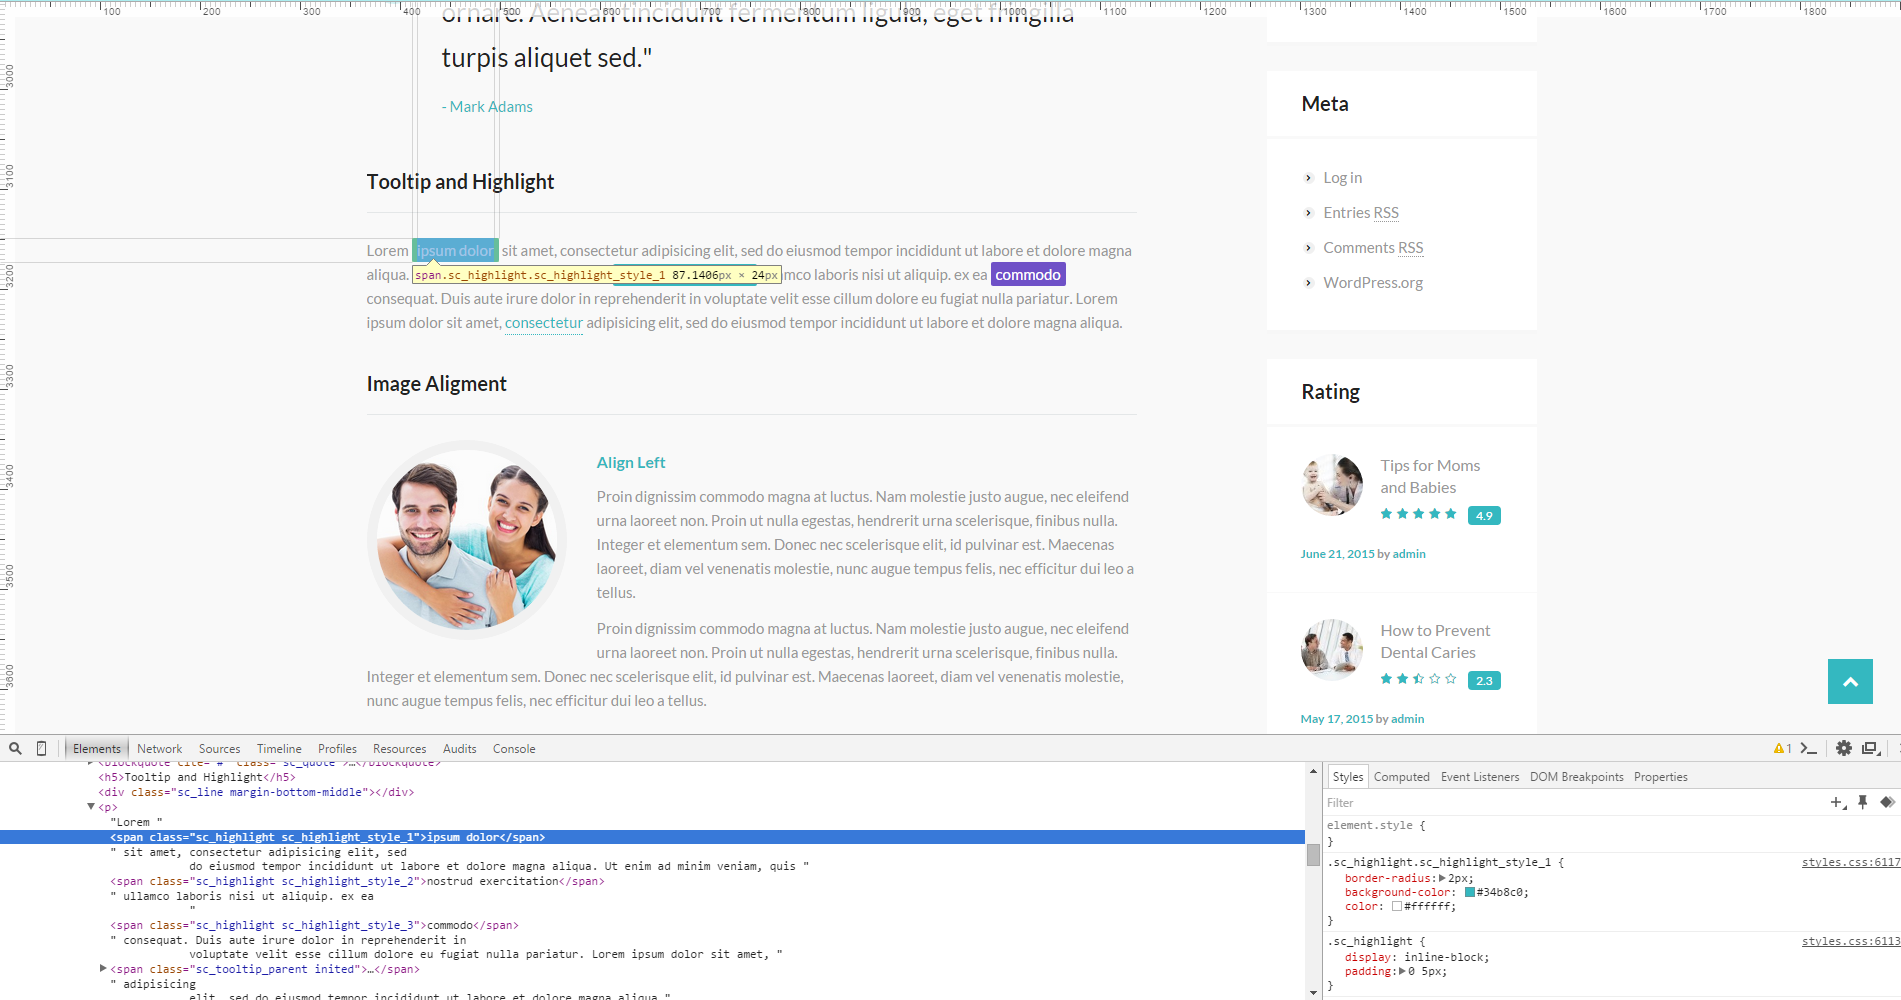 100 200 300 400 500 600 700 800 900 1000 1100 1200 1300 1400 1500 1600 1700 1800
ornare. Aenean tincidunt fermentum ligula, eget fringilla
turpis aliquet sed."
- Mark Adams
3000
3100
3200
3300
3400
3500
3600
Tooltip and Highlight
Lorem ipsum dolor sit amet, consectetur adipisicing elit, sed do eiusmod tempor incididunt ut labore et dolore magna
aliqua. mco laboris nisi ut aliquip. ex ea commodo
span.sc_highlight.sc_highlight_style_1 87.1406px × 24px
consequat. Duis aute irure dolor in reprehenderit in voluptate velit esse cillum dolore eu fugiat nulla pariatur. Lorem
ipsum dolor sit amet, consectetur adipisicing elit, sed do eiusmod tempor incididunt ut labore et dolore magna aliqua.
Image Aligment
Align Left
Proin dignissim commodo magna at luctus. Nam molestie justo augue, nec eleifend
urna laoreet non. Proin ut nulla egestas, hendrerit urna scelerisque, finibus nulla.
Integer et elementum sem. Donec nec scelerisque elit, id pulvinar est. Maecenas
laoreet, diam vel venenatis molestie, nunc augue tempus felis, nec efficitur dui leo a
tellus.
Proin dignissim commodo magna at luctus. Nam molestie justo augue, nec eleifend
urna laoreet non. Proin ut nulla egestas, hendrerit urna scelerisque, finibus nulla.
Integer et elementum sem. Donec nec scelerisque elit, id pulvinar est. Maecenas laoreet, diam vel venenatis molestie,
nunc augue tempus felis, nec efficitur dui leo a tellus.
Meta
Log in
Entries RSS
Comments RSS
WordPress.org
Rating
Tips for Moms
and Babies
4.9
June 21, 2015 by admin
How to Prevent
Dental Caries
2.3
May 17, 2015 by admin
Elements Network Sources Timeline Profiles Resources Audits Console
1
<blockquote cite="#" class="sc_quote">…</blockquote>
<h5>Tooltip and Highlight</h5>
<div class="sc_line margin-bottom-middle"></div>
<p>
"Lorem "
<span class="sc_highlight sc_highlight_style_1">ipsum dolor</span>
" sit amet, consectetur adipisicing elit, sed
do eiusmod tempor incididunt ut labore et dolore magna aliqua. Ut enim ad minim veniam, quis "
<span class="sc_highlight sc_highlight_style_2">nostrud exercitation</span>
" ullamco laboris nisi ut aliquip. ex ea
"
<span class="sc_highlight sc_highlight_style_3">commodo</span>
" consequat. Duis aute irure dolor in reprehenderit in
voluptate velit esse cillum dolore eu fugiat nulla pariatur. Lorem ipsum dolor sit amet, "
<span class="sc_tooltip_parent inited">…</span>
" adipisicing
elit, sed do eiusmod tempor incididunt ut labore et dolore magna aliqua."
Styles Computed Event Listeners DOM Breakpoints Properties
Filter
element.style {
}
.sc_highlight.sc_highlight_style_1 { styles.css:6117
border-radius: 2px;
background-color: #34b8c0;
color: #ffffff;
}
.sc_highlight { styles.css:6113
display: inline-block;
padding: 0 5px;
}